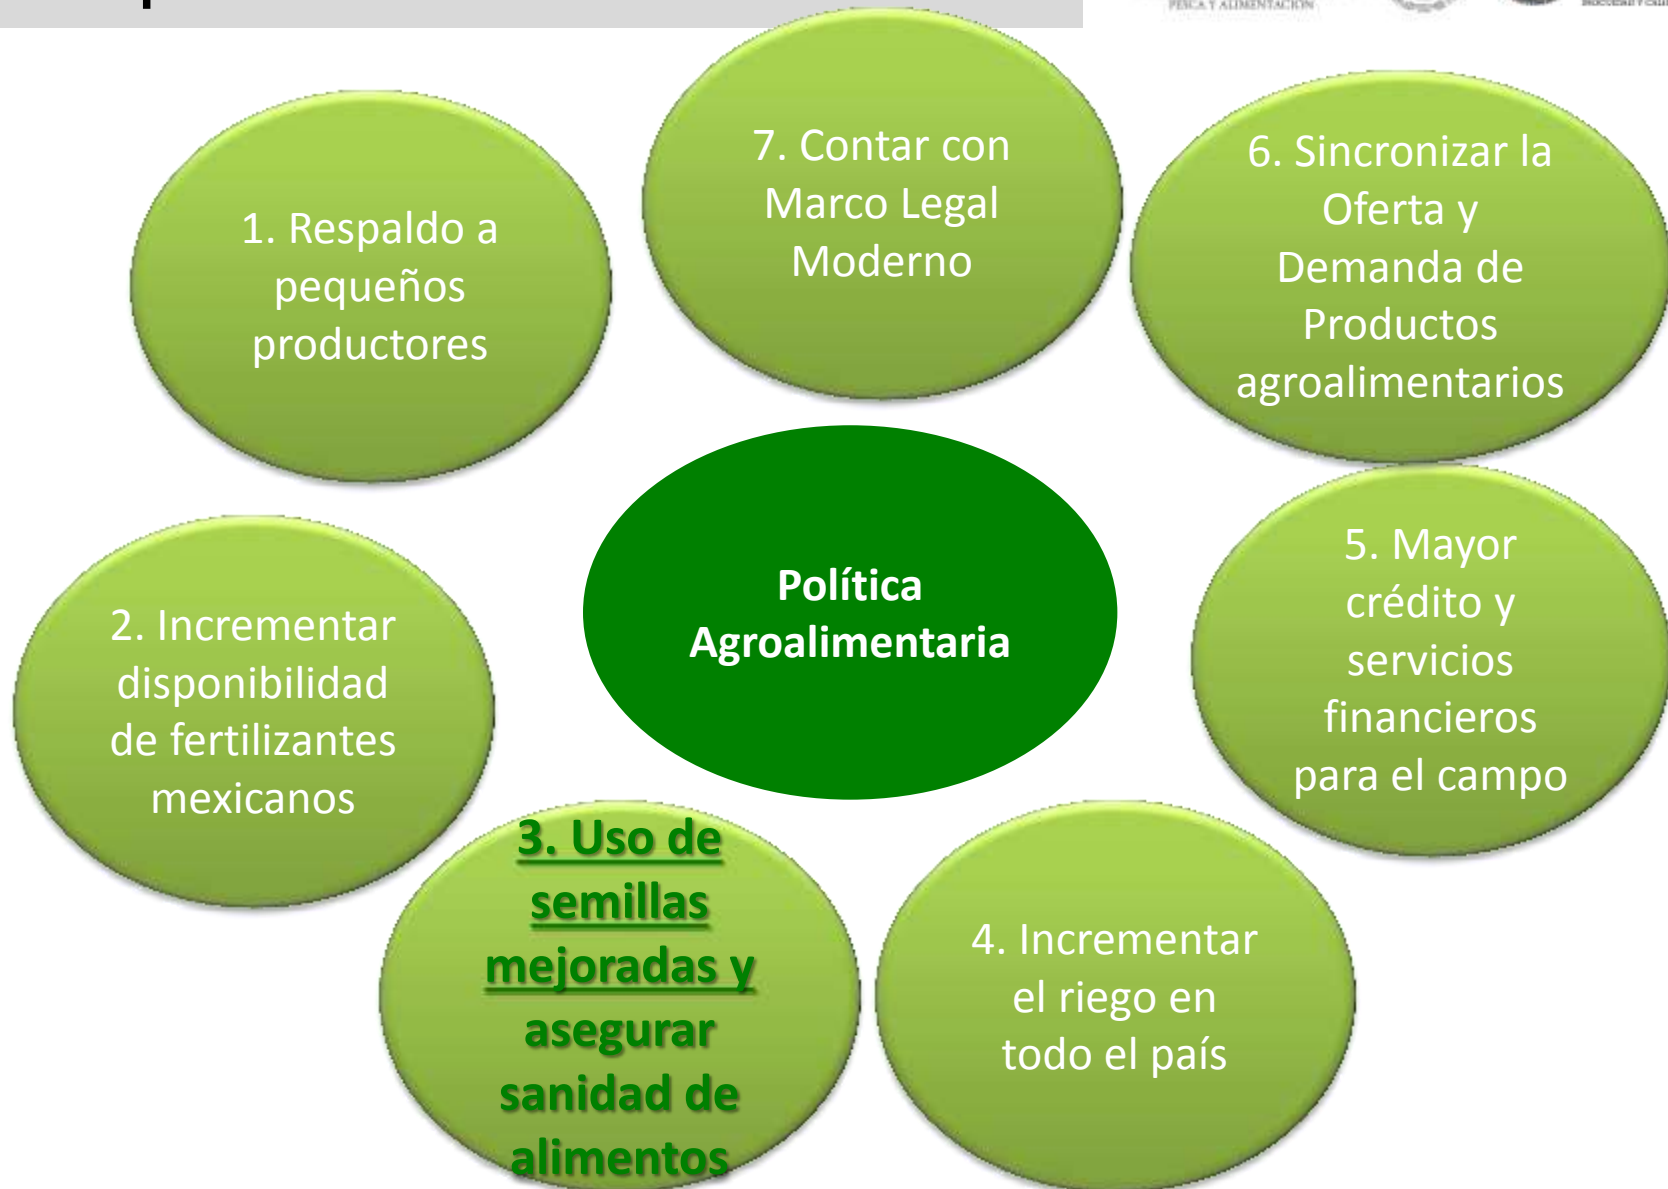 PESCA Y ALIMENTACIÓN
7. Contar con
Marco Legal
Moderno
6. Sincronizar la
Oferta y
Demanda de
Productos
agroalimentarios
1. Respaldo a
pequeños
productores
Política
Agroalimentaria
5. Mayor
crédito y
servicios
financieros
para el campo
2. Incrementar
disponibilidad
de fertilizantes
mexicanos
3. Uso de
semillas
mejoradas y
asegurar
sanidad de
alimentos
4. Incrementar
el riego en
todo el país